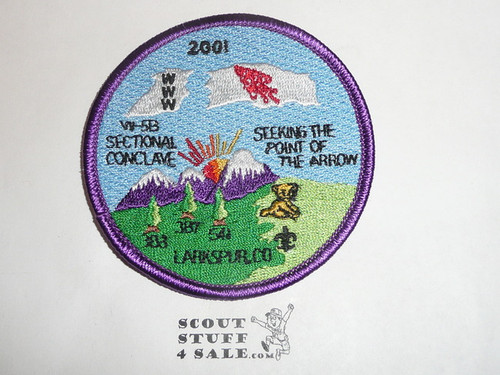 2001
WWW
W-5B
SECTIONAL
CONCLAVE
SEEKING THE
POINT OF
THE ARROW
383
387
541
LARKSPUR, CO
SCOUT
STUFF
4 SALE.com